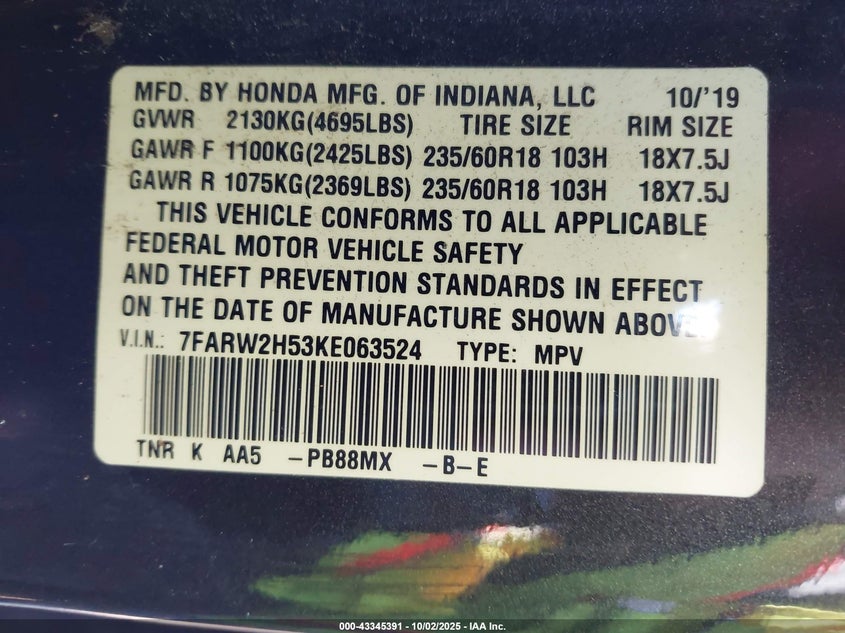 MFD. BY HONDA MFG. OF INDIANA, LLC 10/'19
GVWR 2130KG(4695LBS) TIRE SIZE RIM SIZE
GAWR F 1100KG(2425LBS) 235/60R18 103H 18X7.5J
GAWR R 1075KG(2369LBS) 235/60R18 103H 18X7.5J
THIS VEHICLE CONFORMS TO ALL APPLICABLE
FEDERAL MOTOR VEHICLE SAFETY
AND THEFT PREVENTION STANDARDS IN EFFECT
ON THE DATE OF MANUFACTURE SHOWN ABOVE.
V.I.N.: 7FARW2H53KE063524 TYPE: MPV
TNR K AA5 -PB88MX -B-E
000-43345391 - 10/02/2025 - IAA Inc.